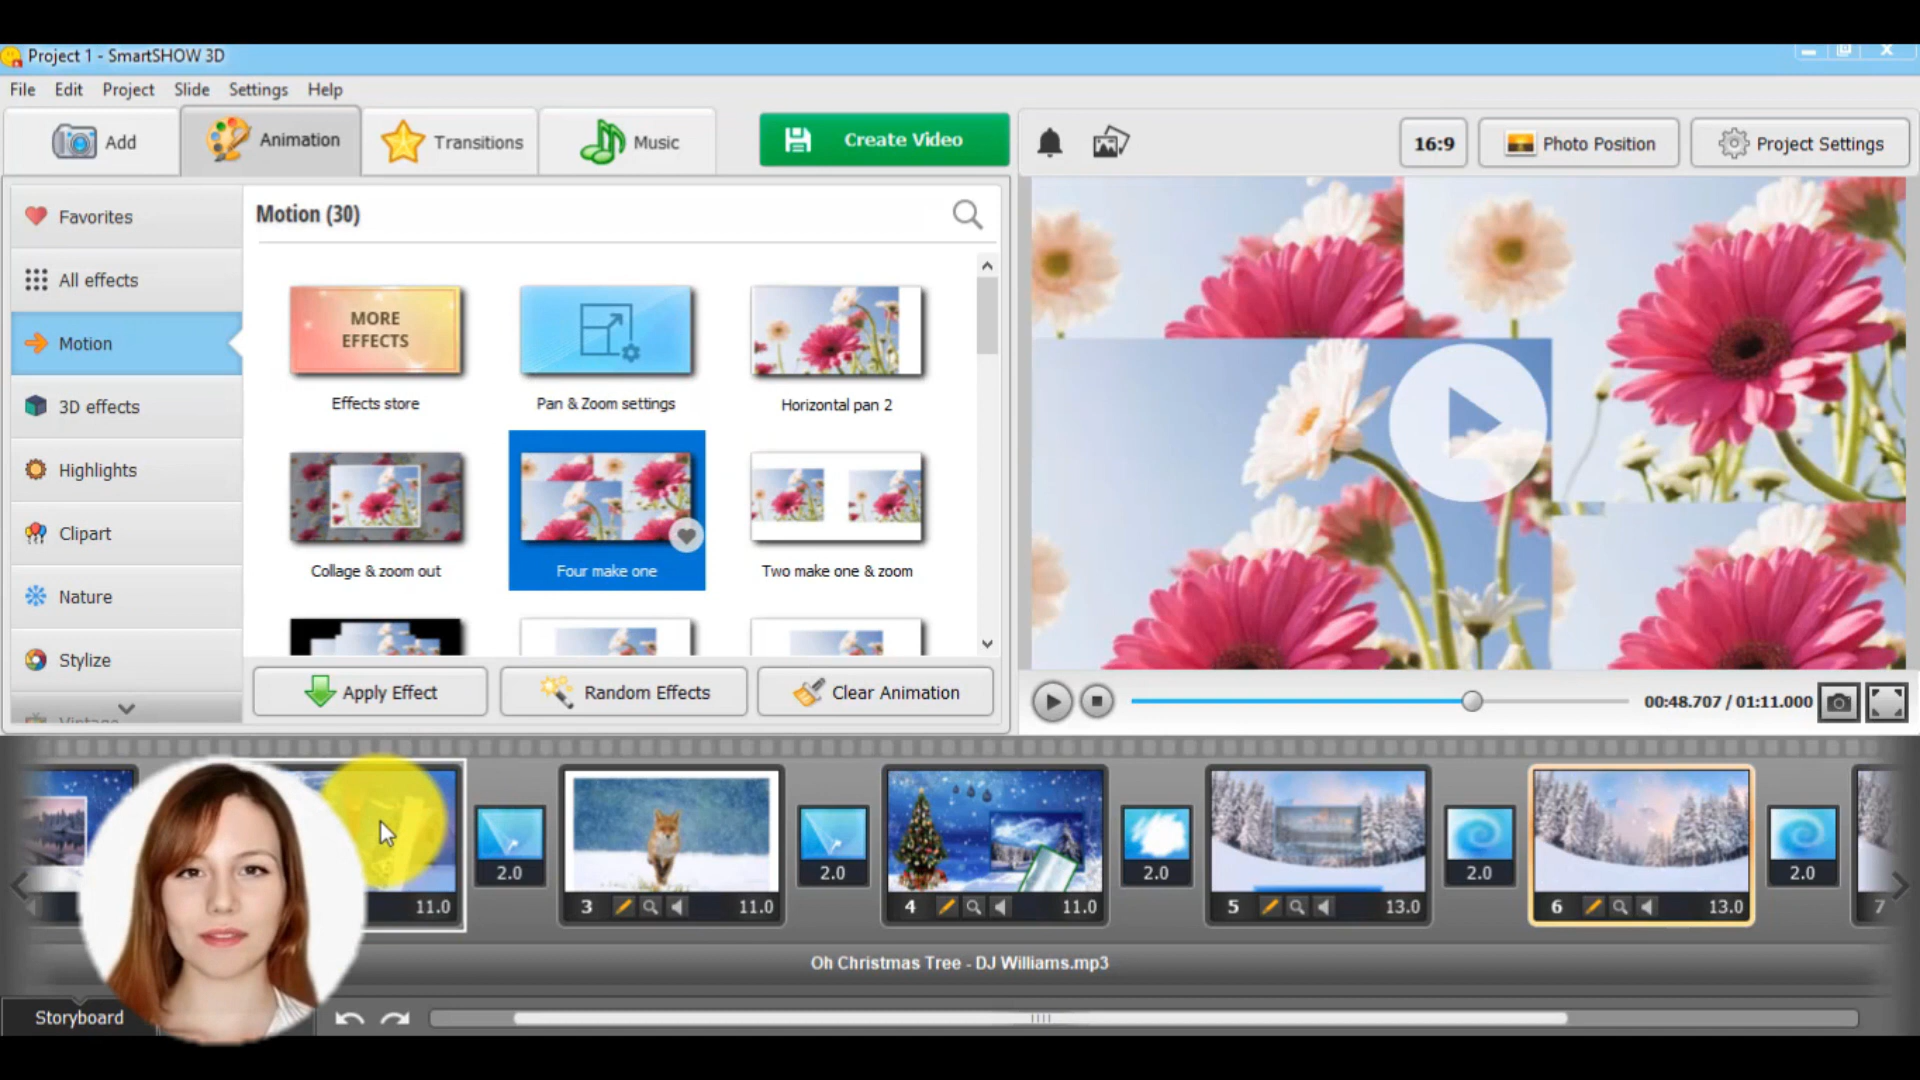 Project 1 - SmartSHOW 3D
File Edit Project Slide Settings Help
Add Animation Transitions Music Create Video 16:9 Photo Position Project Settings
Favorites
All effects
Motion
3D effects
Highlights
Clipart
Nature
Stylize
Vintage
Motion (30)
MORE
EFFECTS
Effects store Pan & Zoom settings Horizontal pan 2
Collage & zoom out Four make one Two make one & zoom
Apply Effect Random Effects Clear Animation
00:48.707 / 01:11.000
2.0 2.0 2.0 2.0 2.0
11.0 3 11.0 4 11.0 5 13.0 6 13.0 7
Oh Christmas Tree - DJ Williams.mp3
Storyboard